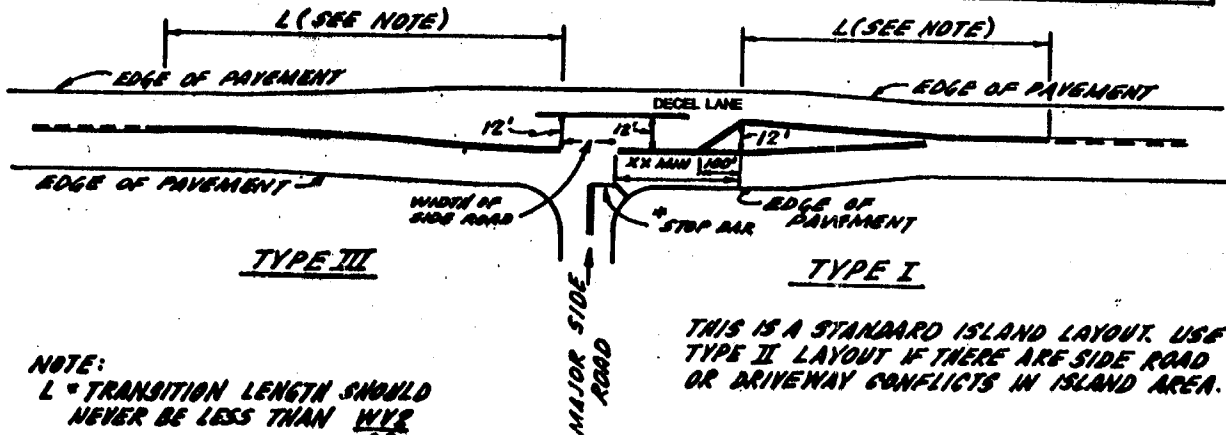 L (SEE NOTE)
L (SEE NOTE)
EDGE OF PAVEMENT
EDGE OF PAVEMENT
DECEL LANE
12'
12'
12'
XX MIN
100'
EDGE OF PAVEMENT
WIDTH OF
SIDE ROAD
* STOP BAR
EDGE OF
PAVEMENT
TYPE III
TYPE I
MAJOR SIDE
ROAD
THIS IS A STANDARD ISLAND LAYOUT. USE
TYPE II LAYOUT IF THERE ARE SIDE ROAD
OR DRIVEWAY CONFLICTS IN ISLAND AREA.
NOTE:
L = TRANSITION LENGTH SHOULD
NEVER BE LESS THAN WV2